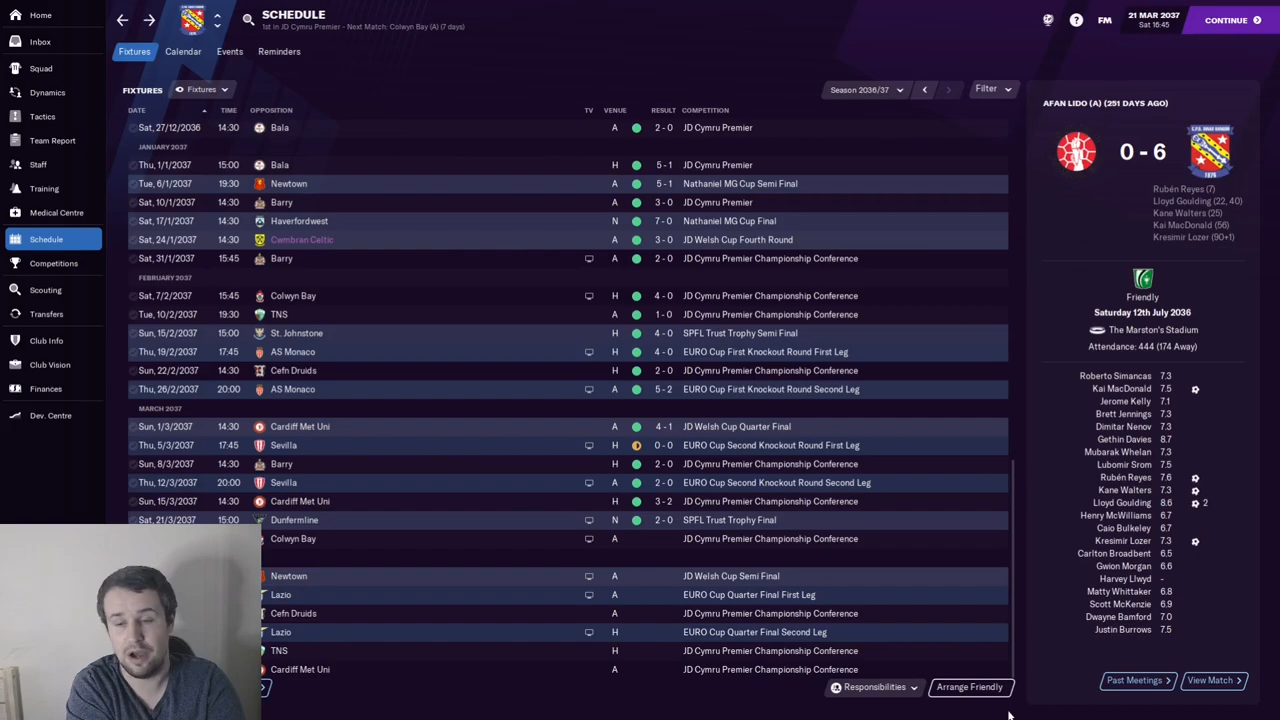 Home
Inbox
Squad
Dynamics
Tactics
Team Report
Staff
Training
Medical Centre
Schedule
Competitions
Scouting
Transfers
Club Info
Club Vision
Finances
Dev. Centre
SCHEDULE
1st in JD Cymru Premier - Next Match: Colwyn Bay (A) (7 days)
FM
21 MAR 2037
Sat 16:45
CONTINUE
Fixtures Calendar Events Reminders
FIXTURES Fixtures Season 2036/37 Filter
DATE TIME OPPOSITION TV VENUE RESULT COMPETITION
Sat, 27/12/2036 14:30 Bala A 2 - 0 JD Cymru Premier
JANUARY 2037
Thu, 1/1/2037 15:00 Bala H 5 - 1 JD Cymru Premier
Tue, 6/1/2037 19:30 Newtown A 5 - 1 Nathaniel MG Cup Semi Final
Sat, 10/1/2037 14:30 Barry A 3 - 0 JD Cymru Premier
Sat, 17/1/2037 14:30 Haverfordwest N 7 - 0 Nathaniel MG Cup Final
Sat, 24/1/2037 14:30 Cwmbran Celtic A 3 - 0 JD Welsh Cup Fourth Round
Sat, 31/1/2037 15:45 Barry A 2 - 0 JD Cymru Premier Championship Conference
FEBRUARY 2037
Sat, 7/2/2037 15:45 Colwyn Bay H 4 - 0 JD Cymru Premier Championship Conference
Tue, 10/2/2037 19:30 TNS A 1 - 0 JD Cymru Premier Championship Conference
Sun, 15/2/2037 15:00 St. Johnstone H 4 - 0 SPFL Trust Trophy Semi Final
Thu, 19/2/2037 17:45 AS Monaco H 4 - 0 EURO Cup First Knockout Round First Leg
Sun, 22/2/2037 14:30 Cefn Druids H 2 - 0 JD Cymru Premier Championship Conference
Thu, 26/2/2037 20:00 AS Monaco A 5 - 2 EURO Cup First Knockout Round Second Leg
MARCH 2037
Sun, 1/3/2037 14:30 Cardiff Met Uni A 4 - 1 JD Welsh Cup Quarter Final
Thu, 5/3/2037 17:45 Sevilla H 0 - 0 EURO Cup Second Knockout Round First Leg
Sun, 8/3/2037 14:30 Barry H 2 - 0 JD Cymru Premier Championship Conference
Thu, 12/3/2037 20:00 Sevilla A 2 - 0 EURO Cup Second Knockout Round Second Leg
Sun, 15/3/2037 14:30 Cardiff Met Uni H 3 - 2 JD Cymru Premier Championship Conference
Sat, 21/3/2037 15:00 Dunfermline N 2 - 0 SPFL Trust Trophy Final
Colwyn Bay A JD Cymru Premier Championship Conference
Newtown A JD Welsh Cup Semi Final
Lazio A EURO Cup Quarter Final First Leg
Cefn Druids A JD Cymru Premier Championship Conference
Lazio H EURO Cup Quarter Final Second Leg
TNS H JD Cymru Premier Championship Conference
Cardiff Met Uni A JD Cymru Premier Championship Conference
Responsibilities Arrange Friendly
AFAN LIDO (A) (251 DAYS AGO)
0 - 6
Rubén Reyes (7)
Lloyd Goulding (22, 40)
Kane Walters (25)
Kai MacDonald (56)
Kresimir Lozer (90+1)
Friendly
Saturday 12th July 2036
The Marston's Stadium
Attendance: 444 (174 Away)
Roberto Simancas 7.3
Kai MacDonald 7.5
Jerome Kelly 7.1
Brett Jennings 7.3
Dimitar Nenov 7.3
Gethin Davies 8.7
Mubarak Whelan 7.3
Lubomir Srom 7.5
Rubén Reyes 7.6
Kane Walters 7.3
Lloyd Goulding 8.6 2
Henry McWilliams 6.7
Caio Bulkeley 6.7
Kresimir Lozer 7.3
Carlton Broadbent 6.5
Gwion Morgan 6.6
Harvey Llwyd -
Matty Whittaker 6.8
Scott McKenzie 6.9
Dwayne Bamford 7.0
Justin Burrows 7.5
Past Meetings View Match